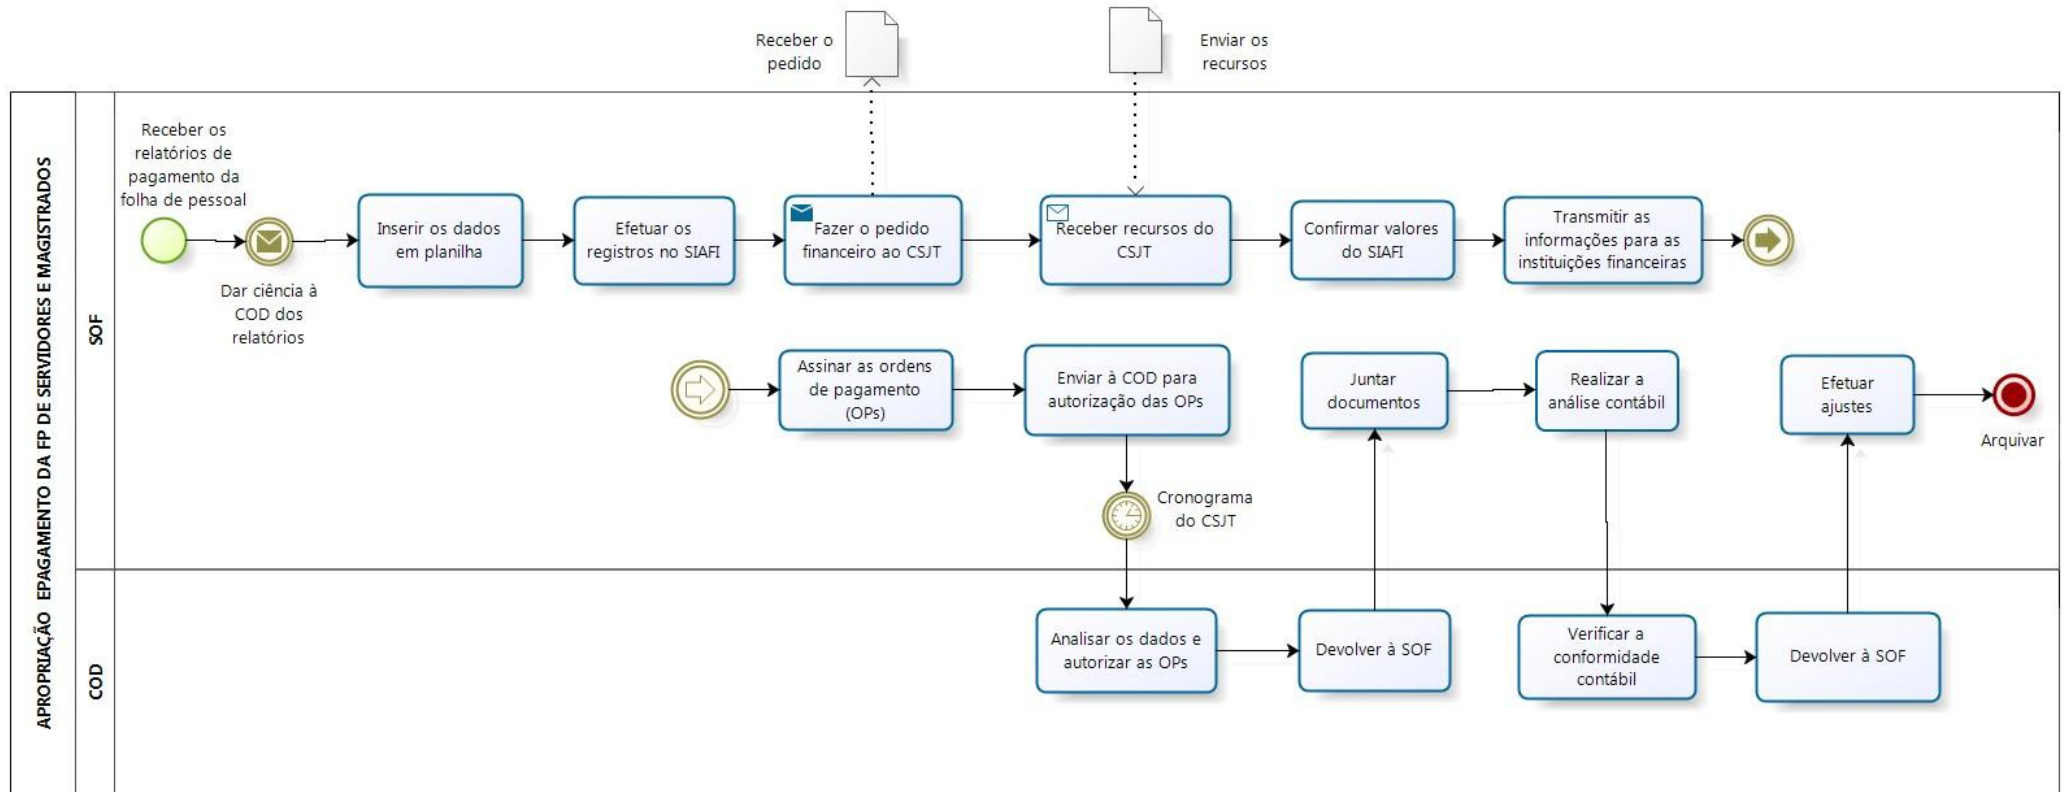 Receber o
pedido
Enviar os
recursos
APROPRIAÇÃO EPAGAMENTO DA FP DE SERVIDORES E MAGISTRADOS
SOF
Receber os
relatórios de
pagamento da
folha de pessoal
Dar ciência à
COD dos
relatórios
Inserir os dados
em planilha
Efetuar os
registros no SIAFI
Fazer o pedido
financeiro ao CSJT
Receber recursos do
CSJT
Confirmar valores
do SIAFI
Transmitir as
informações para as
instituições financeiras
Assinar as ordens
de pagamento
(OPs)
Enviar à COD para
autorização das OPs
Cronograma
do CSJT
Juntar
documentos
Realizar a
análise contábil
Efetuar
ajustes
Arquivar
COD
Analisar os dados e
autorizar as OPs
Devolver à SOF
Verificar a
conformidade
contábil
Devolver à SOF